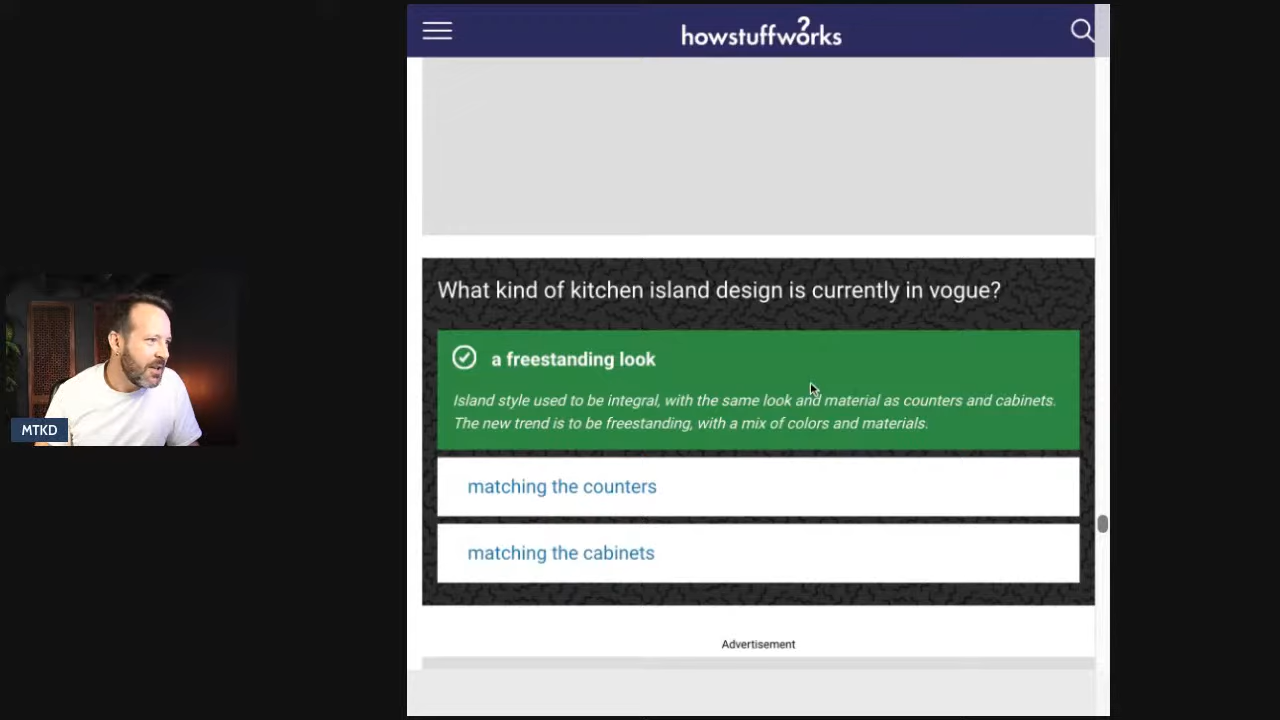 howstuffworks
What kind of kitchen island design is currently in vogue?
a freestanding look
Island style used to be integral, with the same look and material as counters and cabinets.
The new trend is to be freestanding, with a mix of colors and materials.
MTKD
matching the counters
matching the cabinets
Advertisement